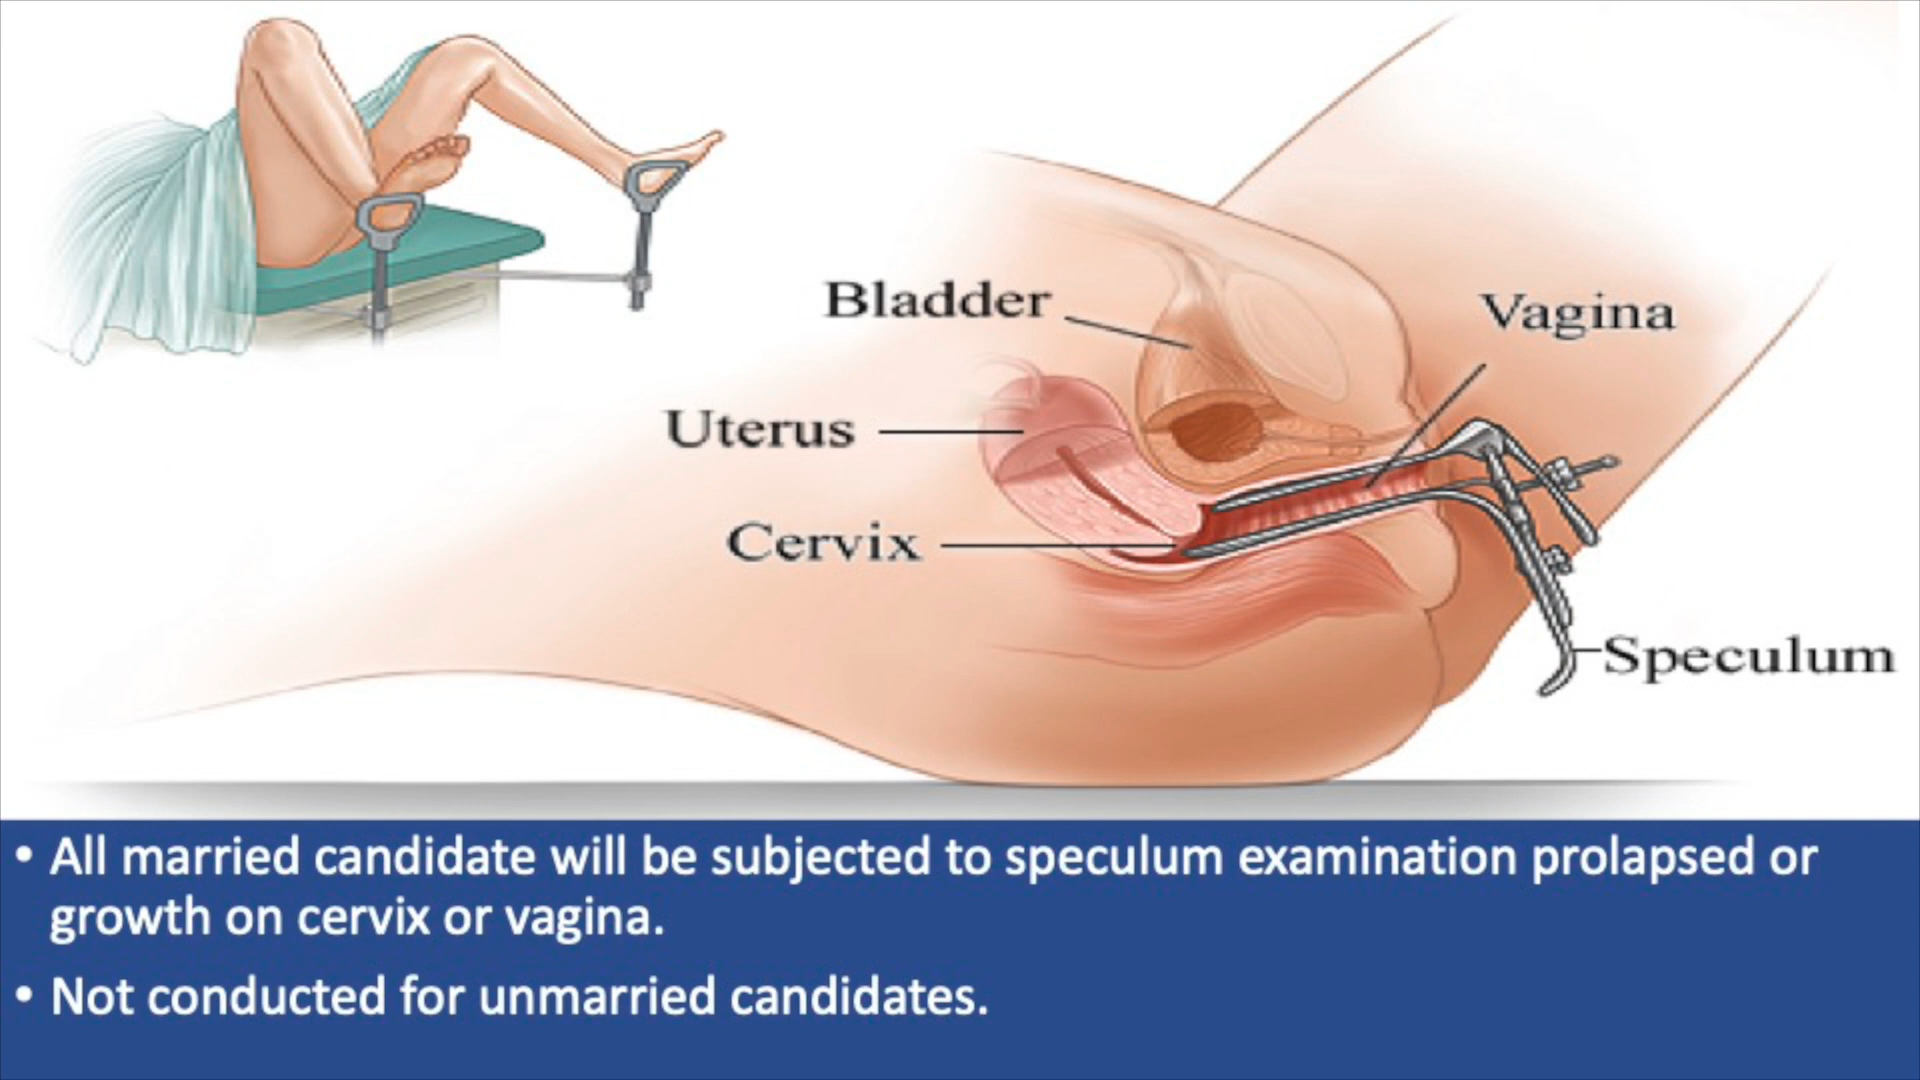 Bladder
Vagina
Uterus
Cervix
Speculum
• All married candidate will be subjected to speculum examination prolapsed or
growth on cervix or vagina.
• Not conducted for unmarried candidates.